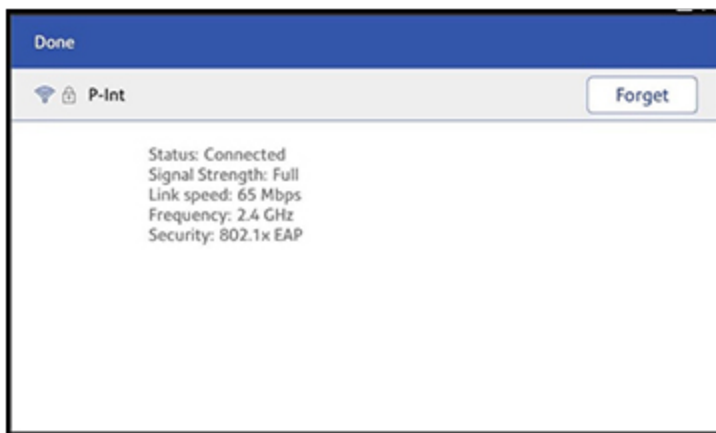 Done
P-Int Forget
Status: Connected
Signal Strength: Full
Link speed: 65 Mbps
Frequency: 2.4 GHz
Security: 802.1x EAP